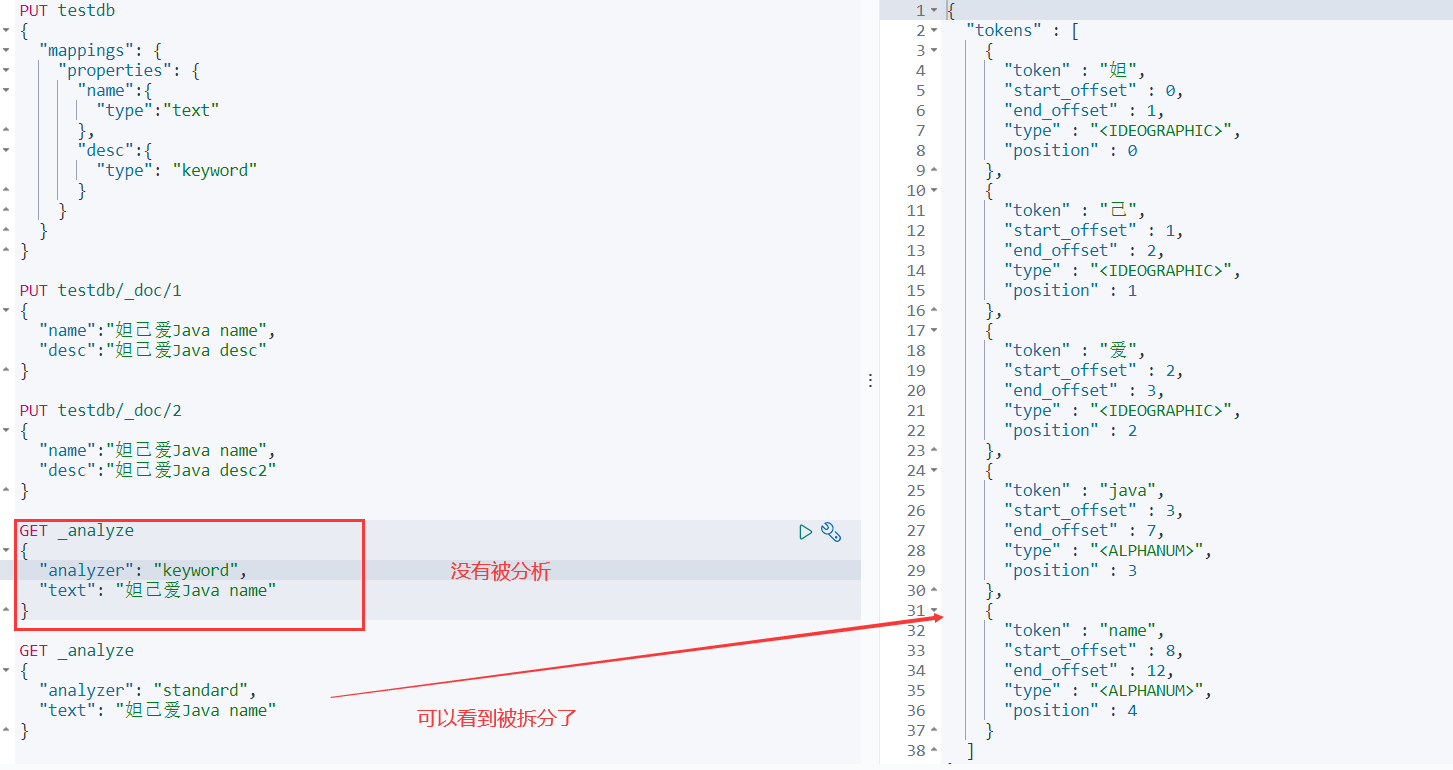 PUT testdb
{
  "mappings": {
    "properties": {
      "name":{
        "type":"text"
      },
      "desc":{
        "type": "keyword"
      }
    }
  }
}
PUT testdb/_doc/1
{
  "name":"妲己爱Java name",
  "desc":"妲己爱Java desc"
}
PUT testdb/_doc/2
{
  "name":"妲己爱Java name",
  "desc":"妲己爱Java desc2"
}
GET _analyze
{
  "analyzer": "keyword",
  "text": "妲己爱Java name"
}
没有被分析
GET _analyze
{
  "analyzer": "standard",
  "text": "妲己爱Java name"
}
可以看到被拆分了
1 {
2   "tokens" : [
3     {
4       "token" : "妲",
5       "start_offset" : 0,
6       "end_offset" : 1,
7       "type" : "<IDEOGRAPHIC>",
8       "position" : 0
9     },
10     {
11       "token" : "己",
12       "start_offset" : 1,
13       "end_offset" : 2,
14       "type" : "<IDEOGRAPHIC>",
15       "position" : 1
16     },
17     {
18       "token" : "爱",
19       "start_offset" : 2,
20       "end_offset" : 3,
21       "type" : "<IDEOGRAPHIC>",
22       "position" : 2
23     },
24     {
25       "token" : "java",
26       "start_offset" : 3,
27       "end_offset" : 7,
28       "type" : "<ALPHANUM>",
29       "position" : 3
30     },
31     {
32       "token" : "name",
33       "start_offset" : 8,
34       "end_offset" : 12,
35       "type" : "<ALPHANUM>",
36       "position" : 4
37     }
38   ]